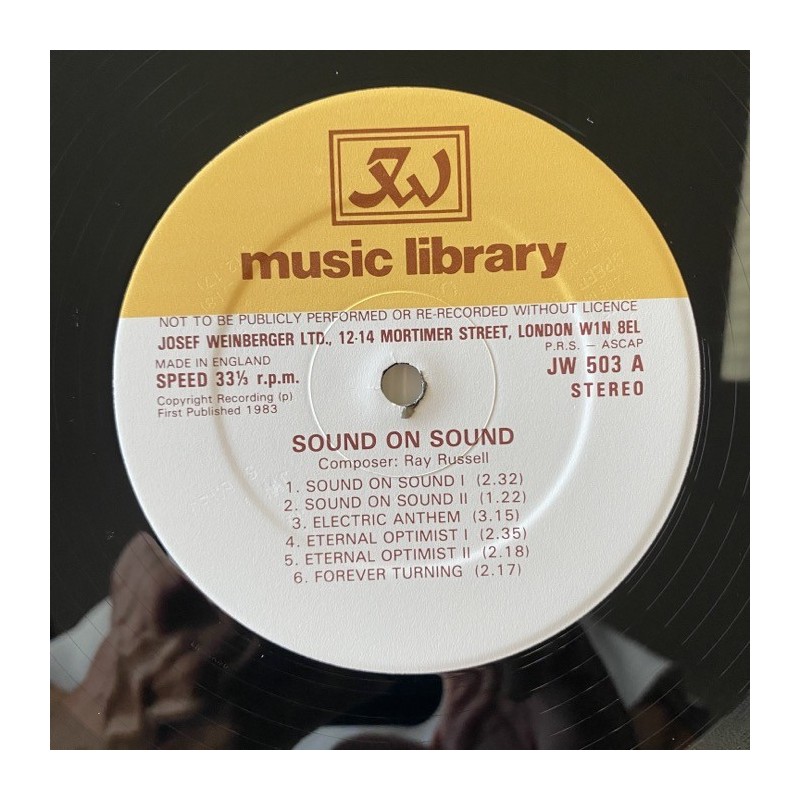 JW
music library
NOT TO BE PUBLICLY PERFORMED OR RE-RECORDED WITHOUT LICENCE
JOSEF WEINBERGER LTD., 12-14 MORTIMER STREET, LONDON W1N 8EL
MADE IN ENGLAND
P.R.S. — ASCAP
SPEED 33⅓ r.p.m.
JW 503 A
Copyright Recording (p)
STEREO
First Published 1983
SOUND ON SOUND
Composer: Ray Russell
1. SOUND ON SOUND I (2.32)
2. SOUND ON SOUND II (1.22)
3. ELECTRIC ANTHEM (3.15)
4. ETERNAL OPTIMIST I (2.35)
5. ETERNAL OPTIMIST II (2.18)
6. FOREVER TURNING (2.17)